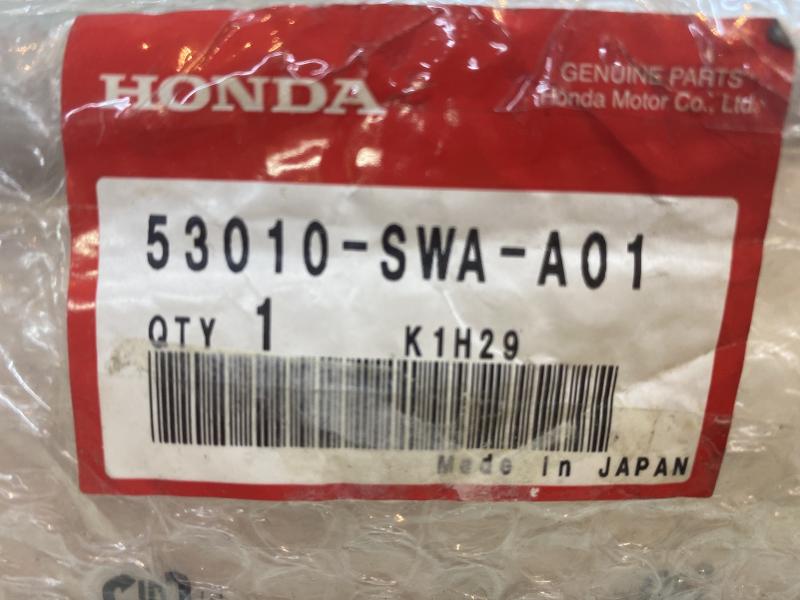 HONDA
GENUINE PARTS
Honda Motor Co., Ltd.
53010-SWA-A01
QTY 1 K1H29
Made in JAPAN